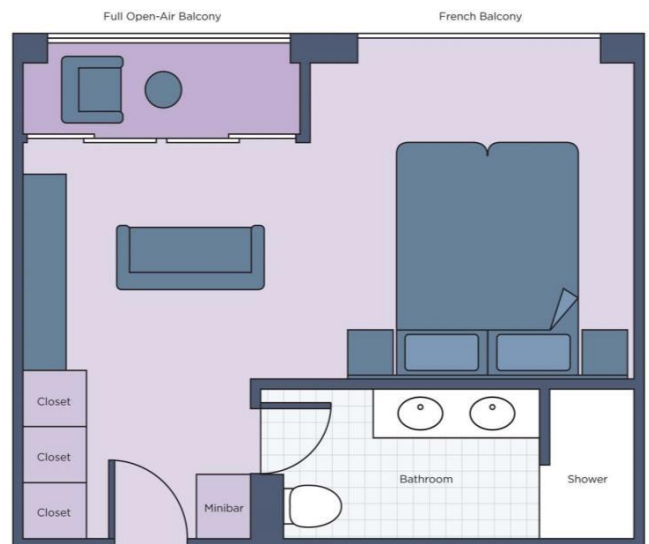 Full Open-Air Balcony
French Balcony
Closet
Closet
Closet
Minibar
Bathroom
Shower